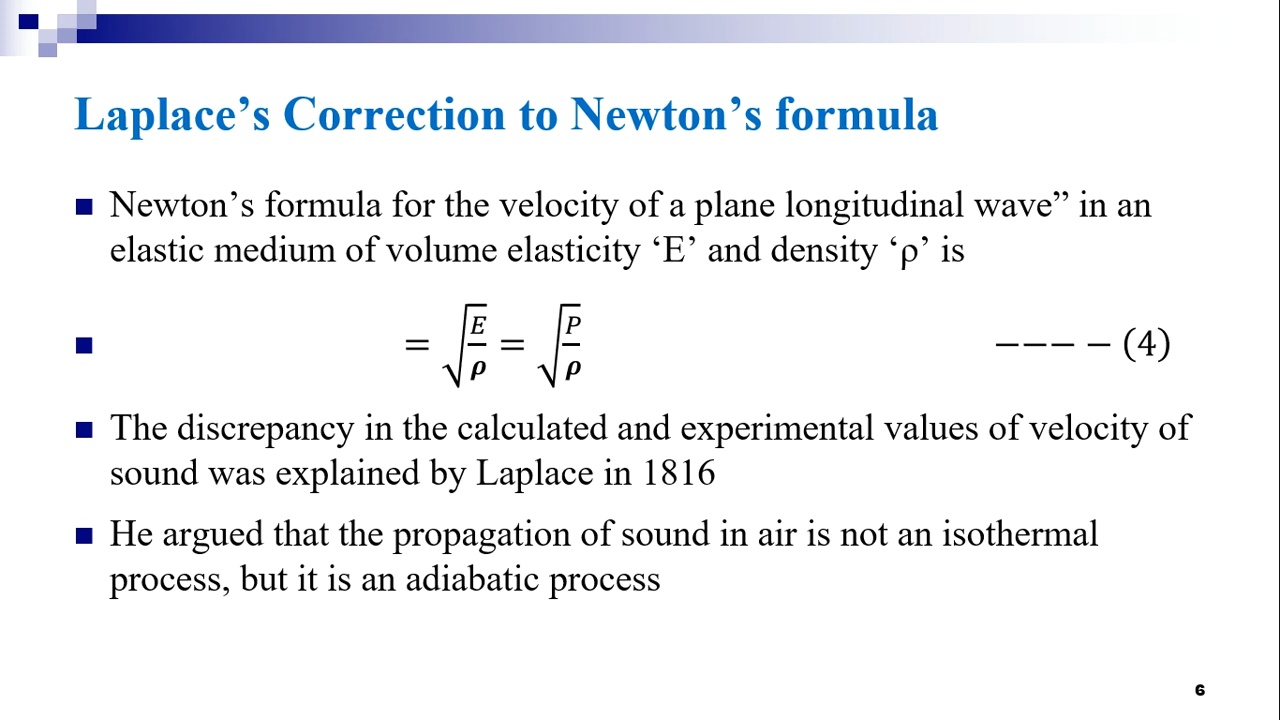 Laplace’s Correction to Newton’s formula
Newton’s formula for the velocity of a plane longitudinal wave” in an
elastic medium of volume elasticity ‘E’ and density ‘ρ’ is
= √(E/ρ) = √(P/ρ) −−− − (4)
The discrepancy in the calculated and experimental values of velocity of
sound was explained by Laplace in 1816
He argued that the propagation of sound in air is not an isothermal
process, but it is an adiabatic process
6